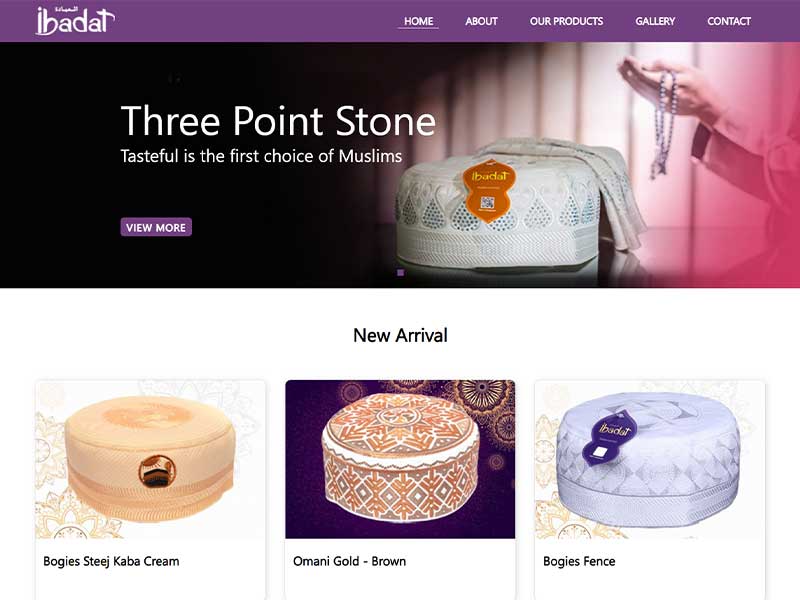 العبادة
ibadat
HOME ABOUT OUR PRODUCTS GALLERY CONTACT
Three Point Stone
Tasteful is the first choice of Muslims
ibadat
VIEW MORE
New Arrival
ibadat
Bogies Steej Kaba Cream
Omani Gold - Brown
Bogies Fence